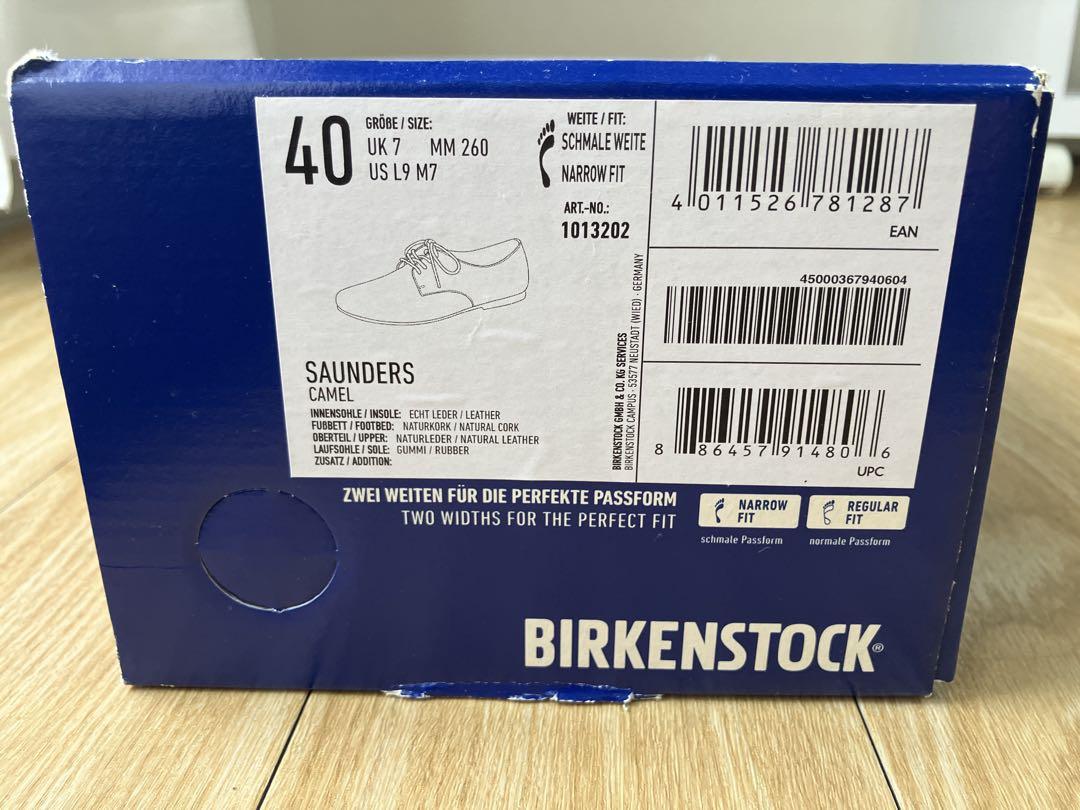 40
GRÖßE / SIZE:
UK 7 MM 260
US L9 M7
WEITE / FIT:
SCHMALE WEITE
NARROW FIT
ART.-NO.:
1013202
SAUNDERS
CAMEL
INNENSOHLE / INSOLE: ECHT LEDER / LEATHER
FUßBETT / FOOTBED: NATURKORK / NATURAL CORK
OBERTEIL / UPPER: NATURLEDER / NATURAL LEATHER
LAUFSOHLE / SOLE: GUMMI / RUBBER
ZUSATZ / ADDITION:
BIRKENSTOCK GMBH & CO. KG SERVICES
BIRKENSTOCK CAMPUS · 53577 NEUSTADT (WIED) · GERMANY
4 011526 781287
EAN
45000367940604
8 86457 91480 6
UPC
ZWEI WEITEN FÜR DIE PERFEKTE PASSFORM
TWO WIDTHS FOR THE PERFECT FIT
NARROW
FIT
schmale Passform
REGULAR
FIT
normale Passform
BIRKENSTOCK®